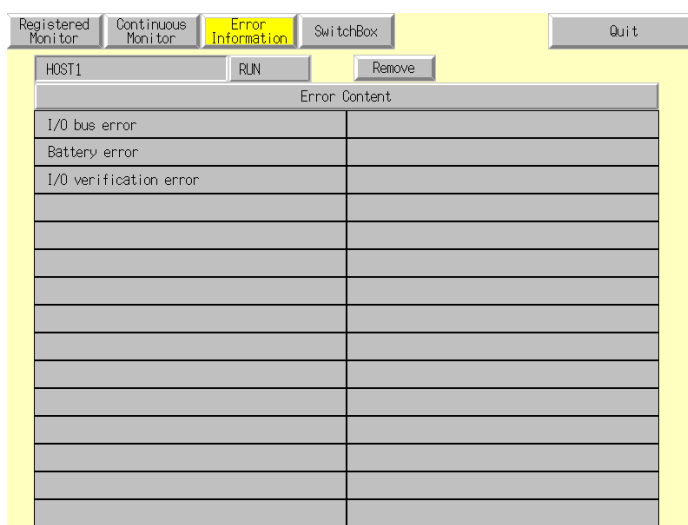 Registered Monitor
Continuous Monitor
Error Information
SwitchBox
Quit
HOST1
RUN
Remove
Error Content
I/O bus error
Battery error
I/O verification error